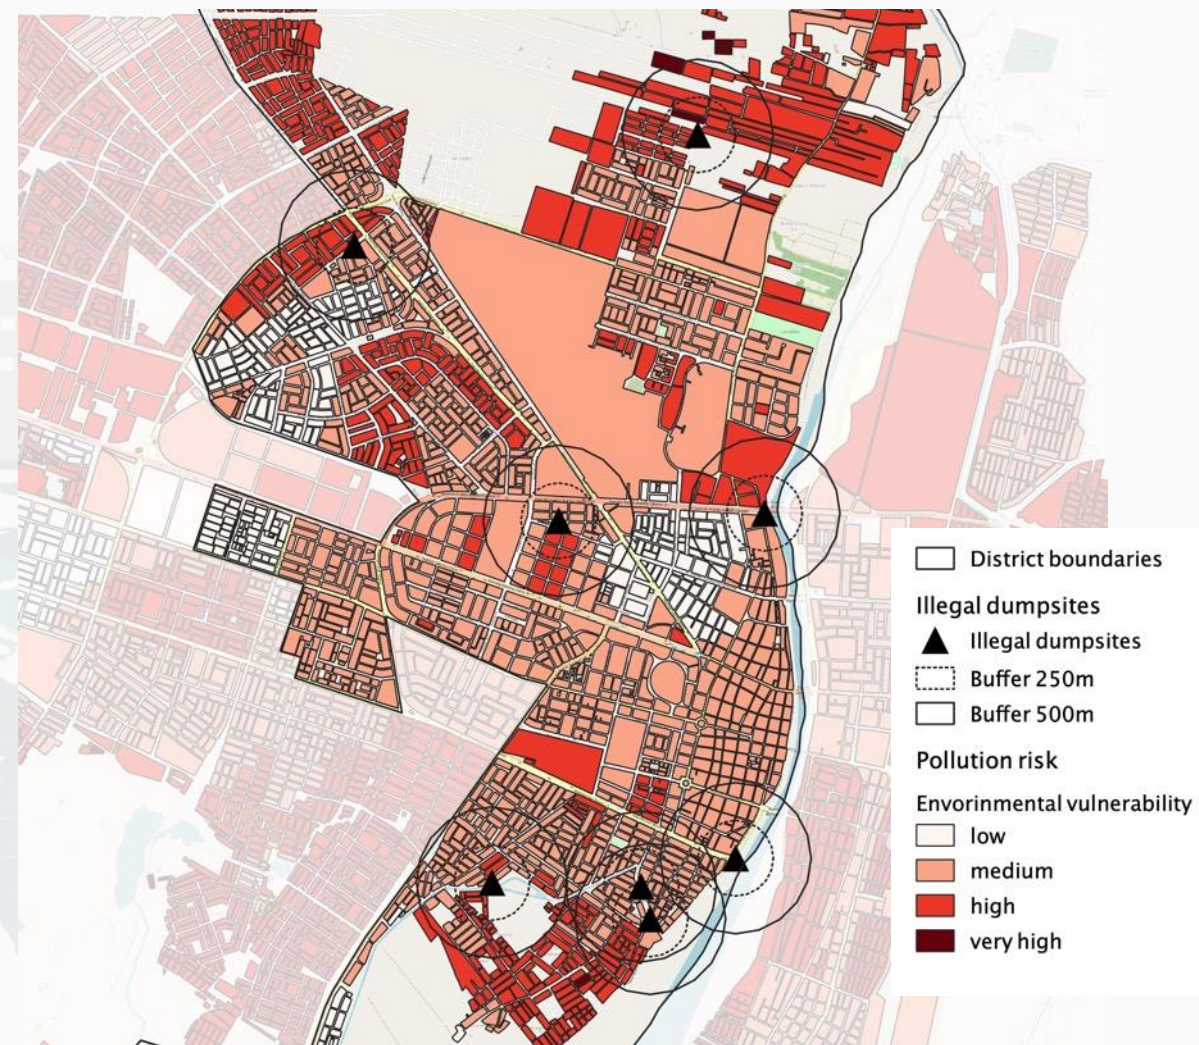 District boundaries
Illegal dumpsites
Illegal dumpsites
Buffer 250m
Buffer 500m
Pollution risk
Envorinmental vulnerability
low
medium
high
very high